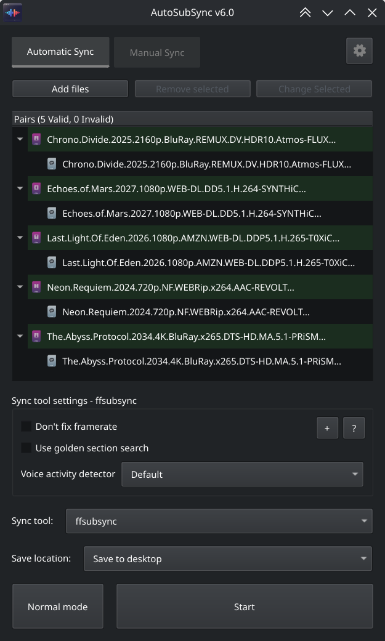 AutoSubSync v6.0
Automatic Sync
Manual Sync
Add files
Remove selected
Change Selected
Pairs (5 Valid, 0 Invalid)
Chrono.Divide.2025.2160p.BluRay.REMUX.DV.HDR10.Atmos-FLUX...
Chrono.Divide.2025.2160p.BluRay.REMUX.DV.HDR10.Atmos-FLUX...
Echoes.of.Mars.2027.1080p.WEB-DL.DD5.1.H.264-SYNTHiC...
Echoes.of.Mars.2027.1080p.WEB-DL.DD5.1.H.264-SYNTHiC...
Last.Light.Of.Eden.2026.1080p.AMZN.WEB-DL.DDP5.1.H.265-T0XiC...
Last.Light.Of.Eden.2026.1080p.AMZN.WEB-DL.DDP5.1.H.265-T0XiC...
Neon.Requiem.2024.720p.NF.WEBRip.x264.AAC-REVOLT...
Neon.Requiem.2024.720p.NF.WEBRip.x264.AAC-REVOLT...
The.Abyss.Protocol.2034.4K.BluRay.x265.DTS-HD.MA.5.1-PRiSM...
The.Abyss.Protocol.2034.4K.BluRay.x265.DTS-HD.MA.5.1-PRiSM...
Sync tool settings - ffsubsync
Don't fix framerate
+
?
Use golden section search
Voice activity detector
Default
Sync tool:
ffsubsync
Save location:
Save to desktop
Normal mode
Start